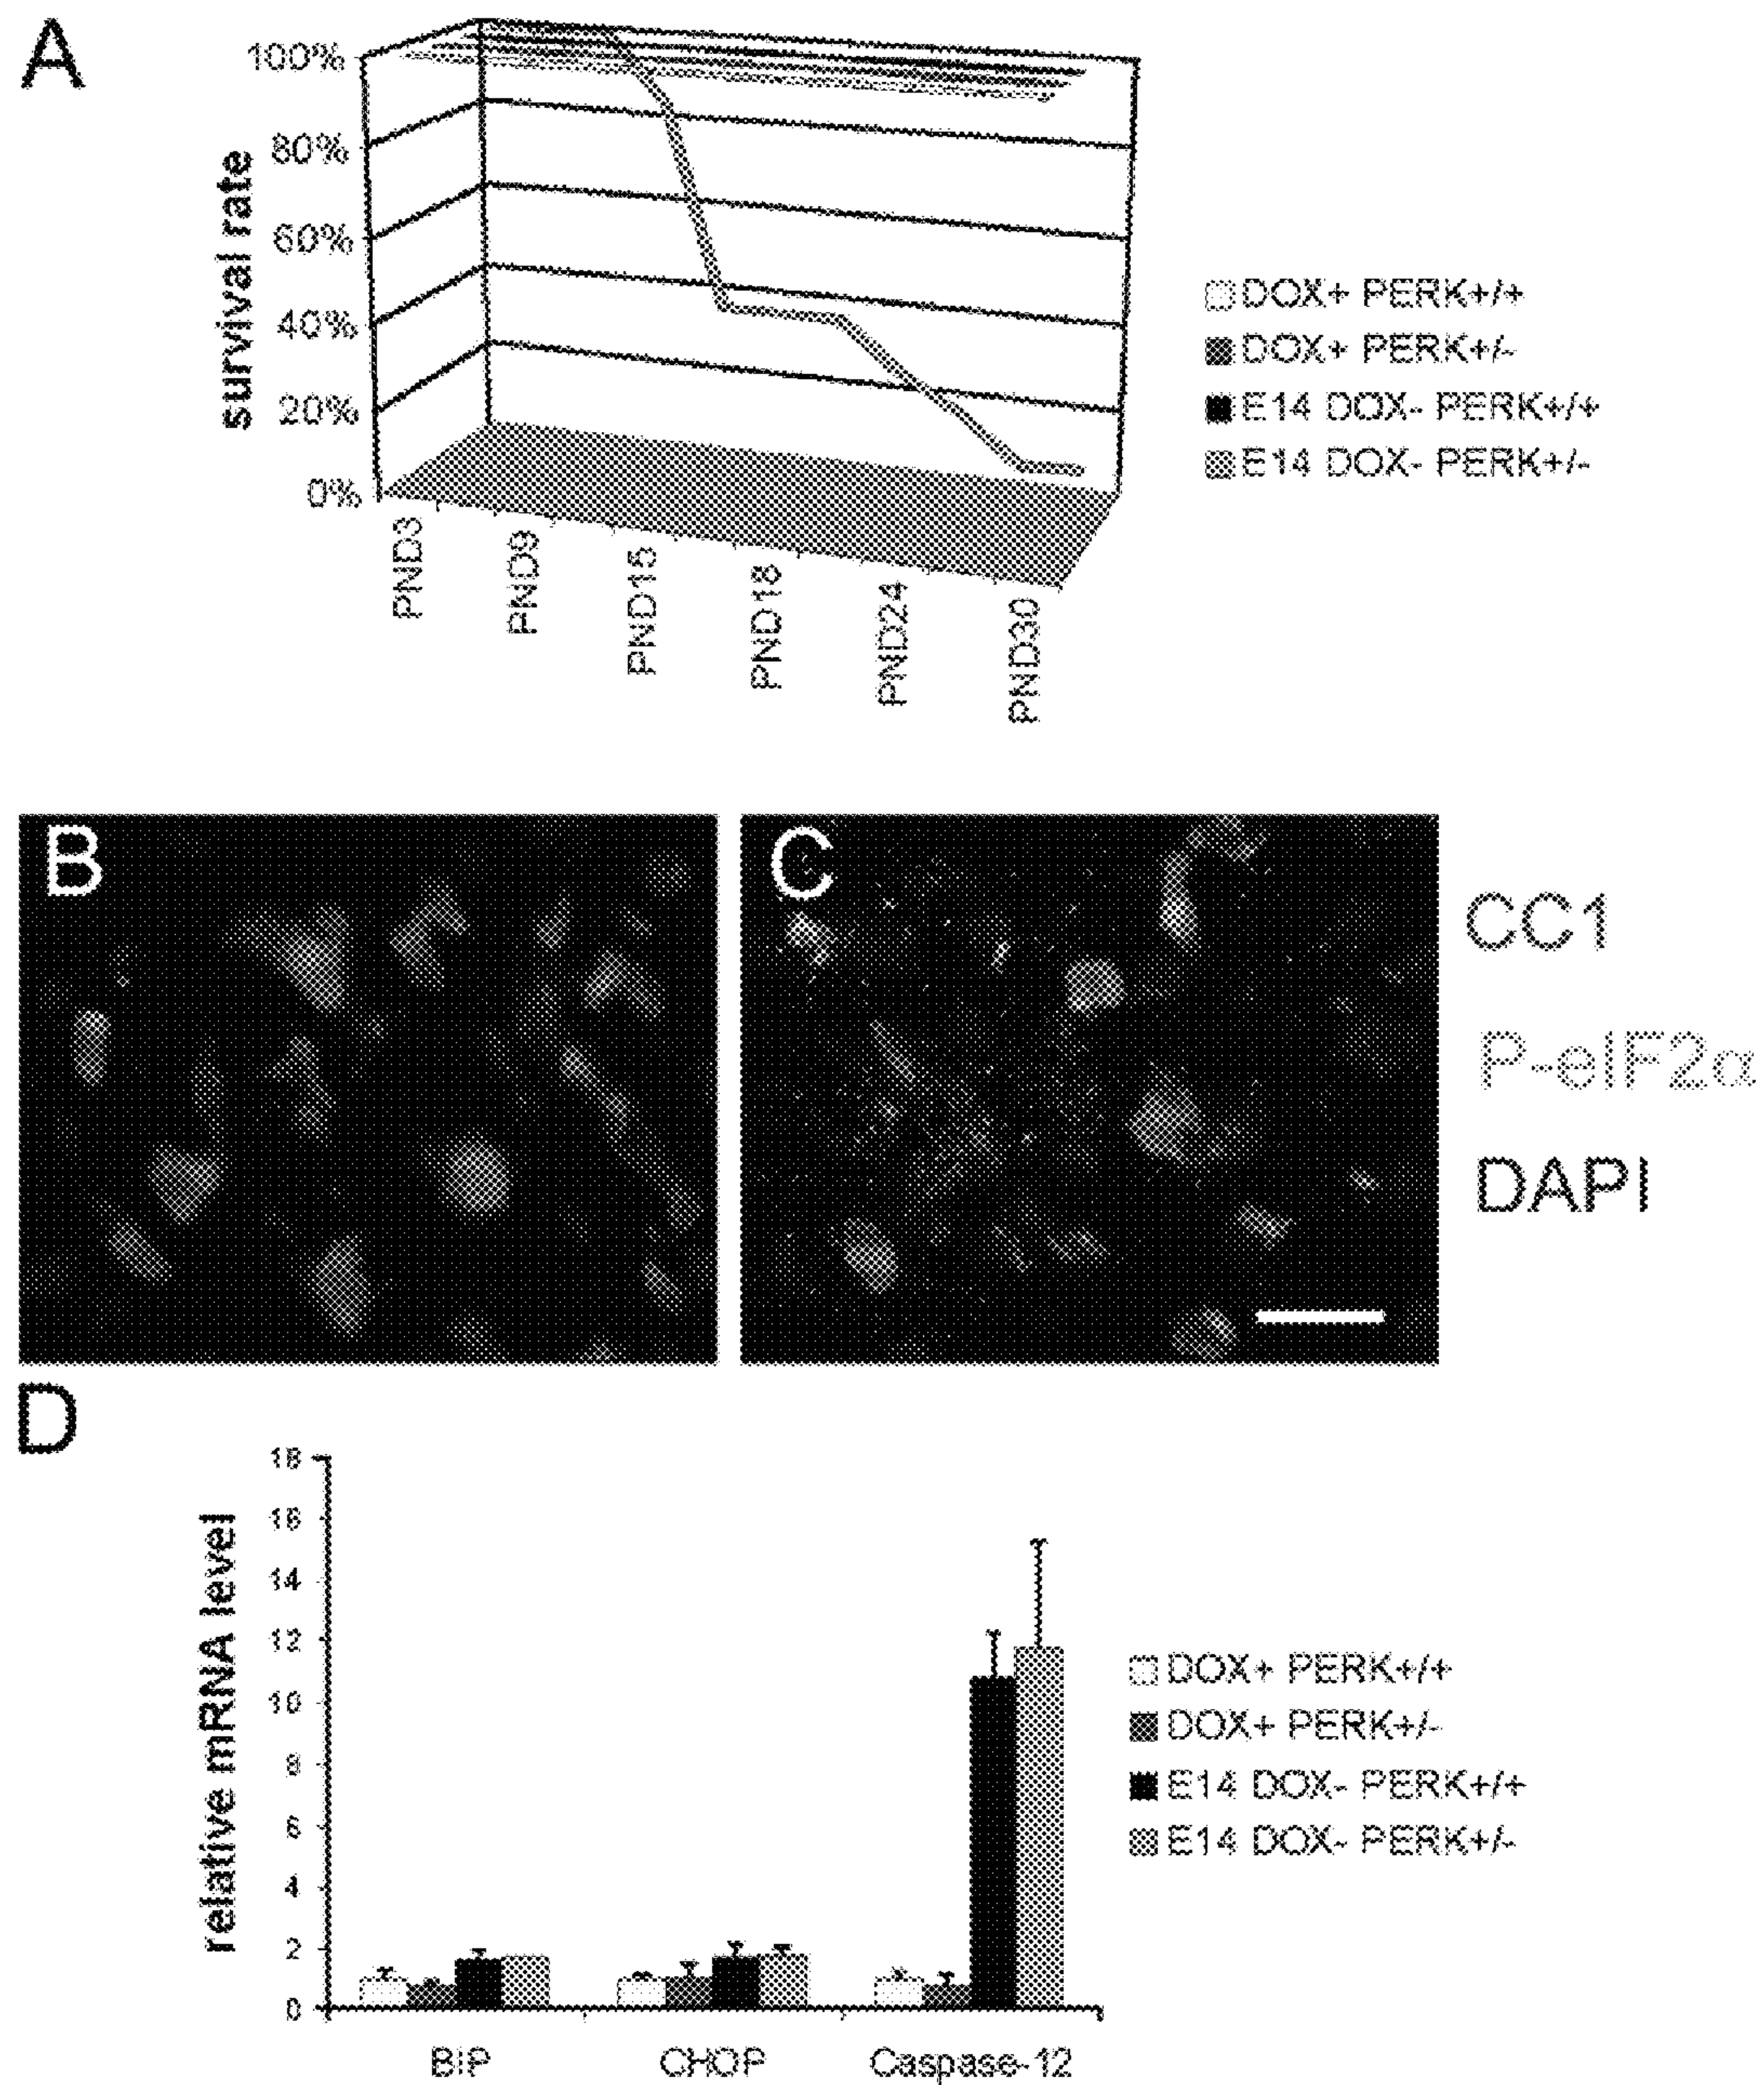 A
100%
80%
60%
40%
20%
0%
survival rate
PND3
PND9
PND15
PND18
PND24
PND30
DOX+ PERK+/+
DOX+ PERK+/-
E14 DOX- PERK+/+
E14 DOX- PERK+/-
B
C
CC1
P-eIF2α
DAPI
D
18
16
14
12
10
8
6
4
2
0
relative mRNA level
BIP
CHOP
Caspase-12
DOX+ PERK+/+
DOX+ PERK+/-
E14 DOX- PERK+/+
E14 DOX- PERK+/-